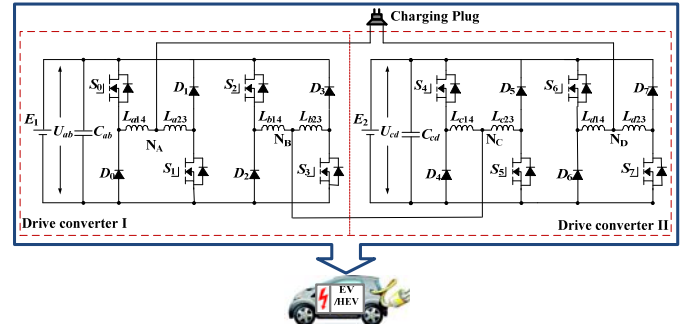 Charging Plug
S0 D1 S2 D3 S4 D5 S6 D7
E1 Uab Cab La14 La23 Lb14 Lb23 E2 Ucd Ccd Lc14 Lc23 Ld14 Ld23
NA NB NC ND
D0 S1 D2 S3 D4 S5 D6 S7
Drive converter I Drive converter II
EV
/HEV